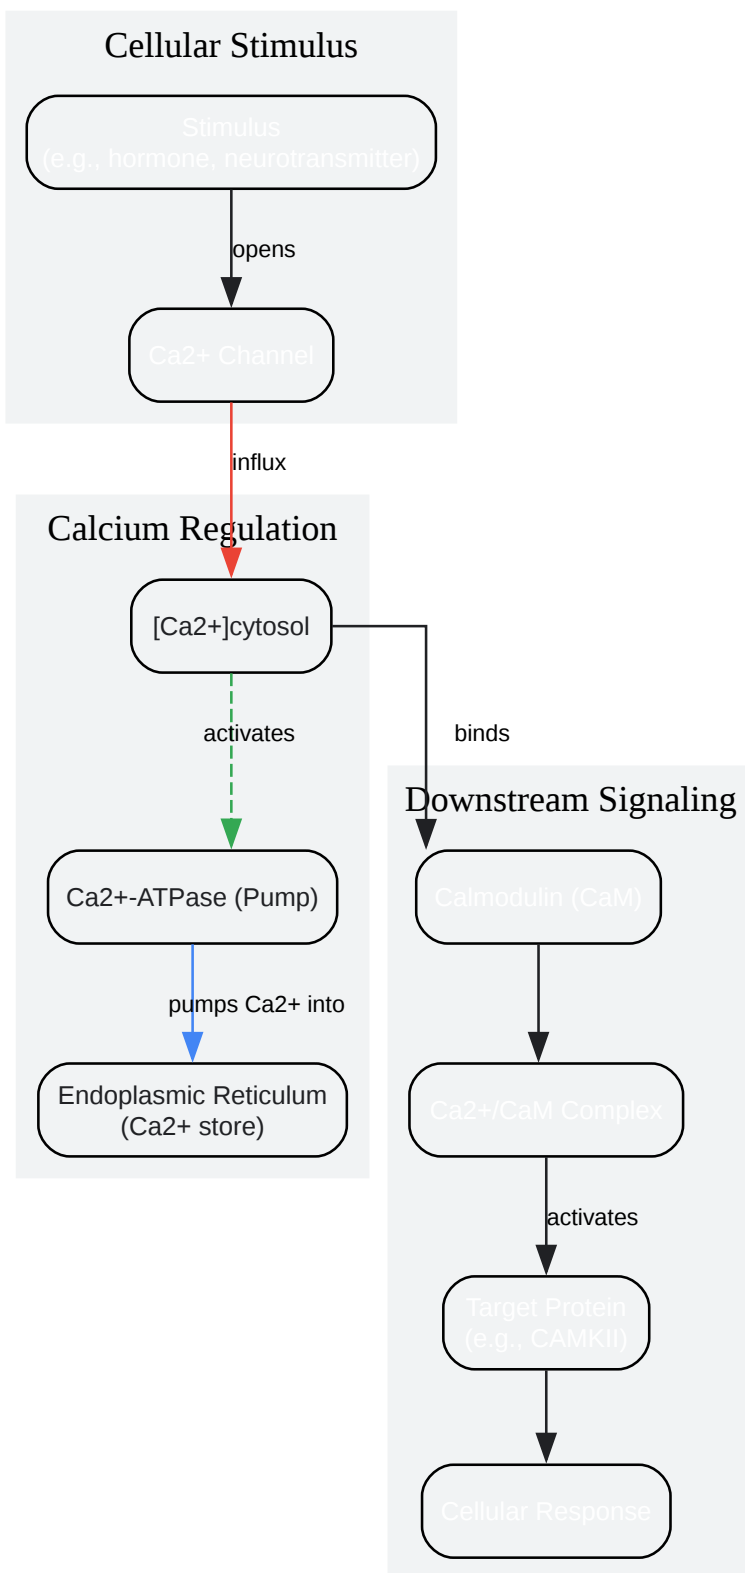 Cellular Stimulus
Stimulus
(e.g., hormone, neurotransmitter)
opens
Ca2+ Channel
influx
Calcium Regulation
[Ca2+]cytosol
activates
binds
Downstream Signaling
Ca2+-ATPase (Pump)
Calmodulin (CaM)
pumps Ca2+ into
Endoplasmic Reticulum
(Ca2+ store)
Ca2+/CaM Complex
activates
Target Protein
(e.g., CAMKII)
Cellular Response